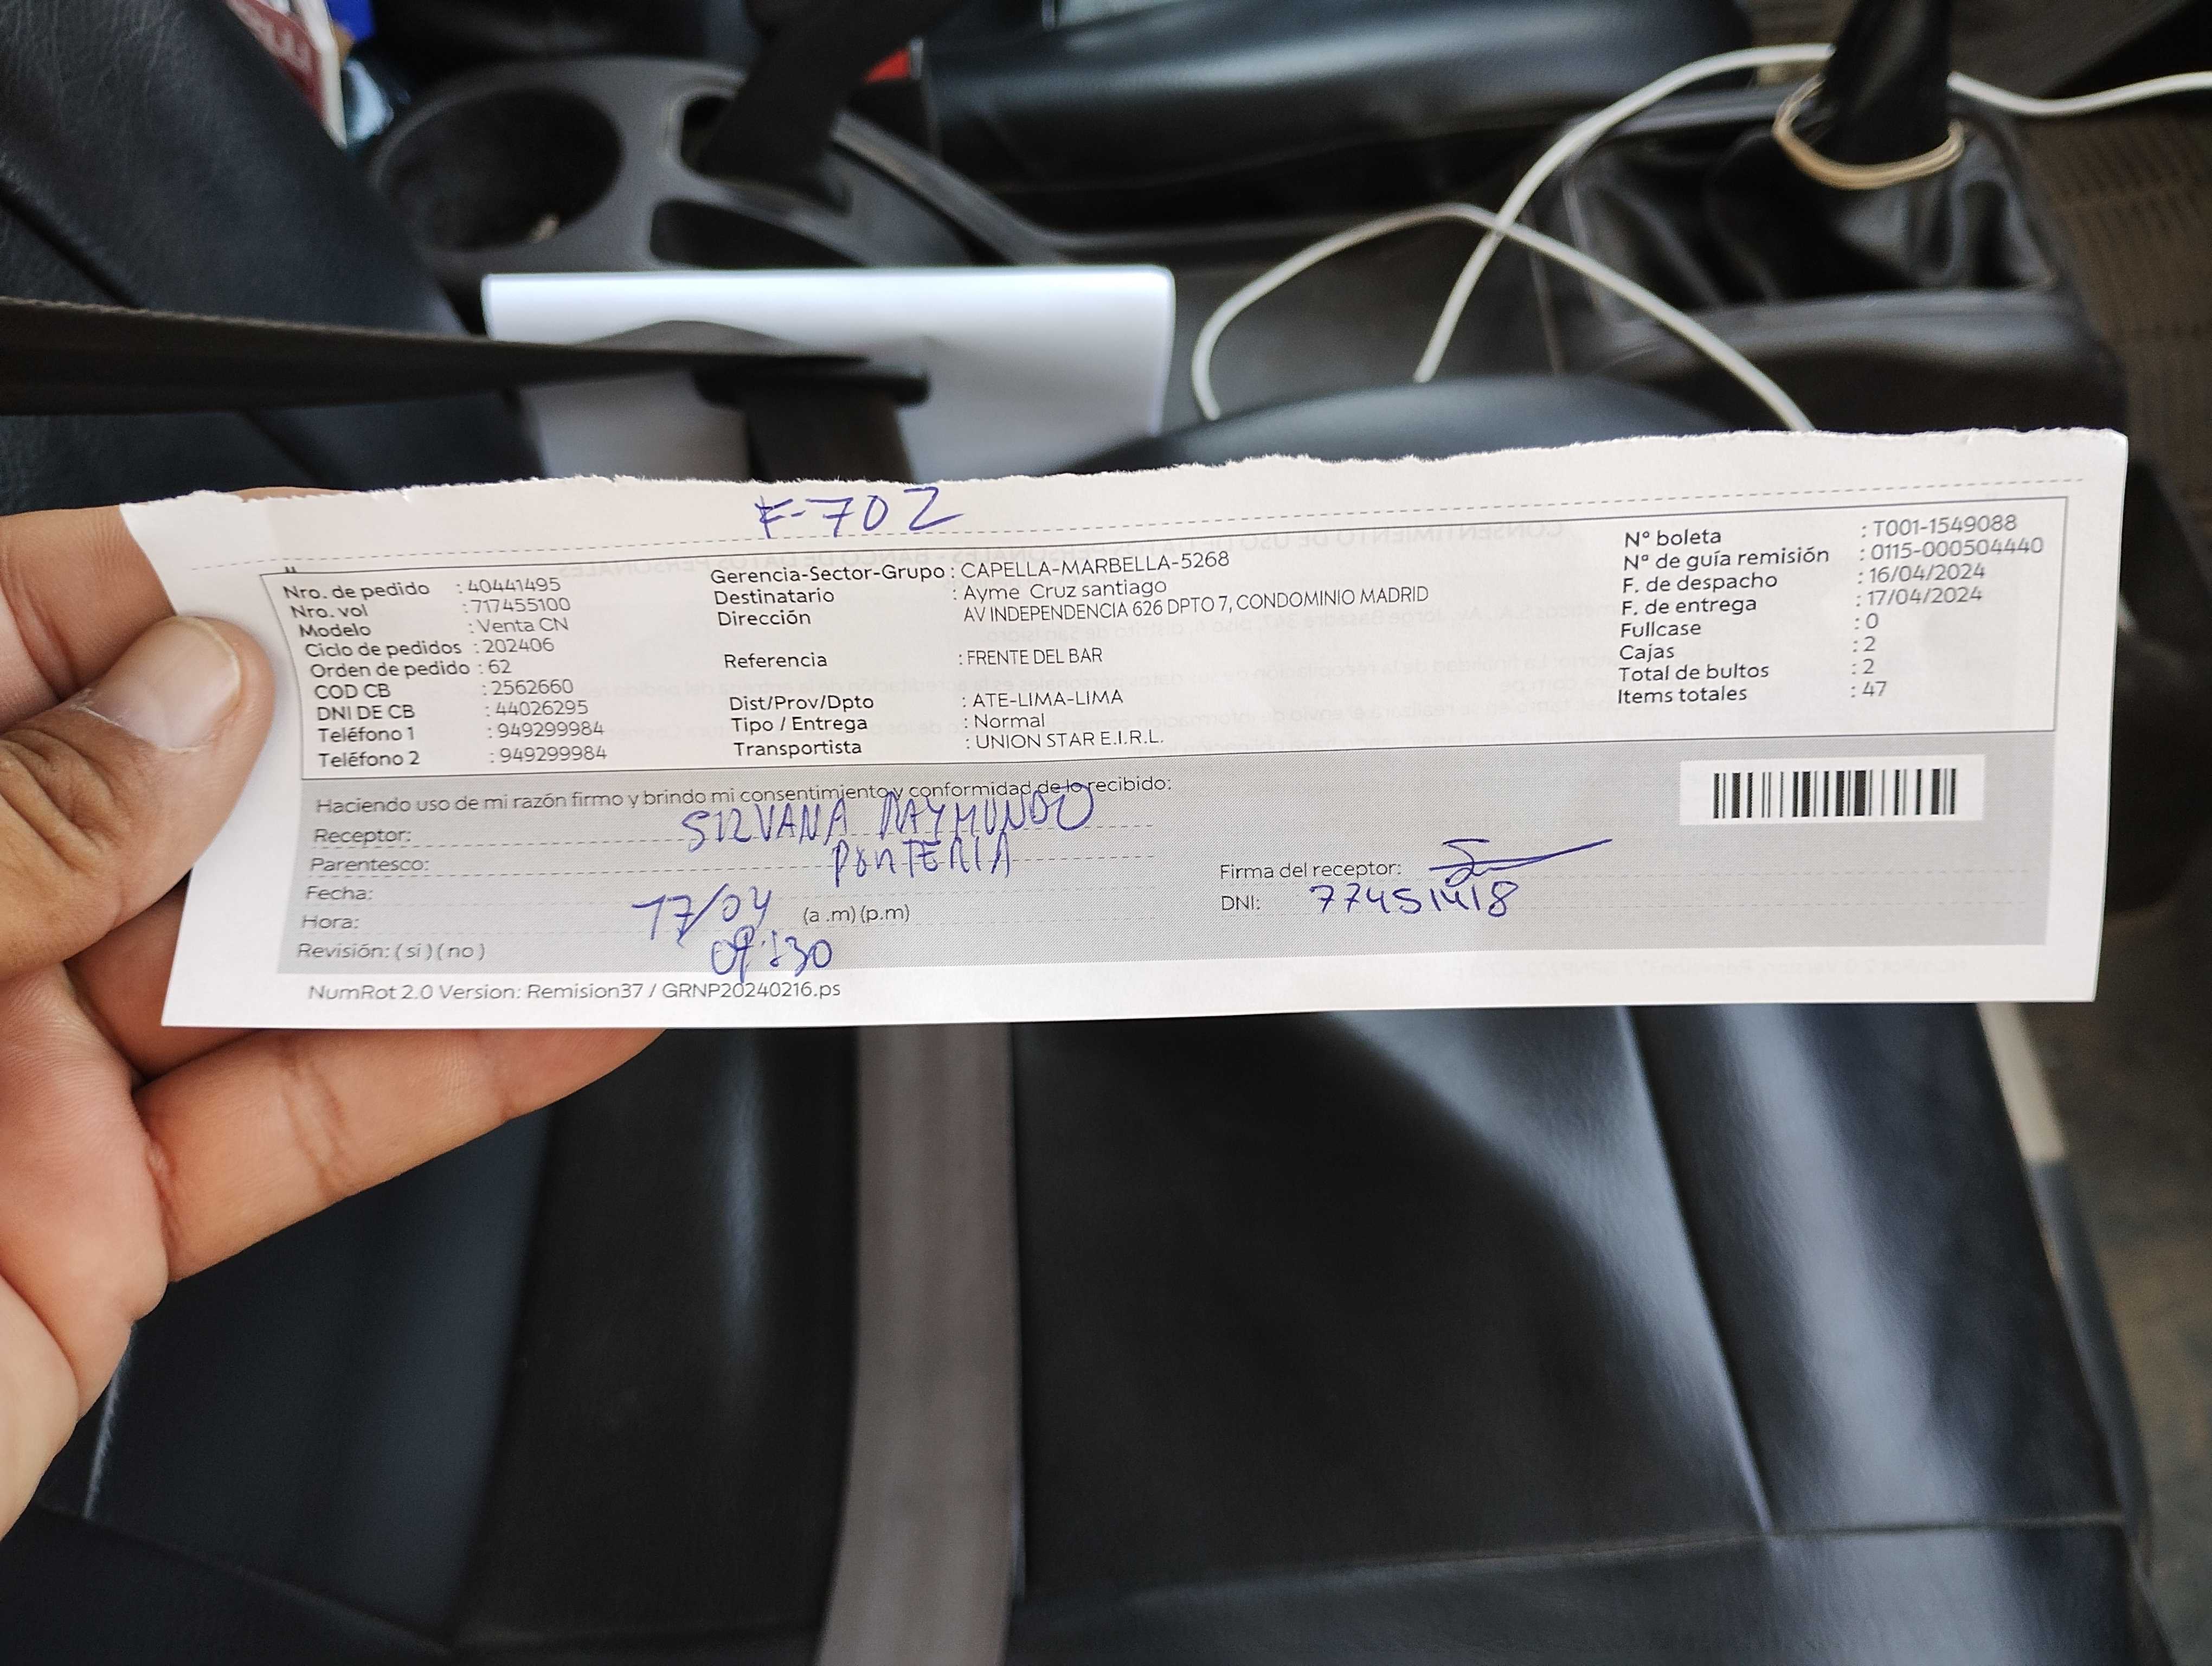 F-702
Nro. de pedido : 40441495
Nro. vol : 717455100
Modelo : Venta CN
Ciclo de pedidos : 202406
Orden de pedido : 62
COD CB : 2562660
DNI DE CB : 44026295
Teléfono 1 : 949299984
Teléfono 2 : 949299984
Gerencia-Sector-Grupo : CAPELLA-MARBELLA-5268
Destinatario : Ayme Cruz santiago
Dirección AV INDEPENDENCIA 626 DPTO 7, CONDOMINIO MADRID
Referencia : FRENTE DEL BAR
Dist/Prov/Dpto : ATE-LIMA-LIMA
Tipo / Entrega : Normal
Transportista : UNION STAR E.I.R.L.
Nº boleta : T001-1549088
Nº de guía remisión : 0115-000504440
F. de despacho : 16/04/2024
F. de entrega : 17/04/2024
Fullcase : 0
Cajas : 2
Total de bultos : 2
Items totales : 47
Haciendo uso de mi razón firmo y brindo mi consentimiento y conformidad de lo recibido:
Receptor: SILVANA RAYMUNDO
Parentesco: PORTERIA
Fecha: 17/04
Hora: 09:30 (a .m) (p.m)
Revisión: ( si ) ( no )
Firma del receptor:
DNI: 77451418
NumRot 2.0 Version: Remision37 / GRNP20240216.ps